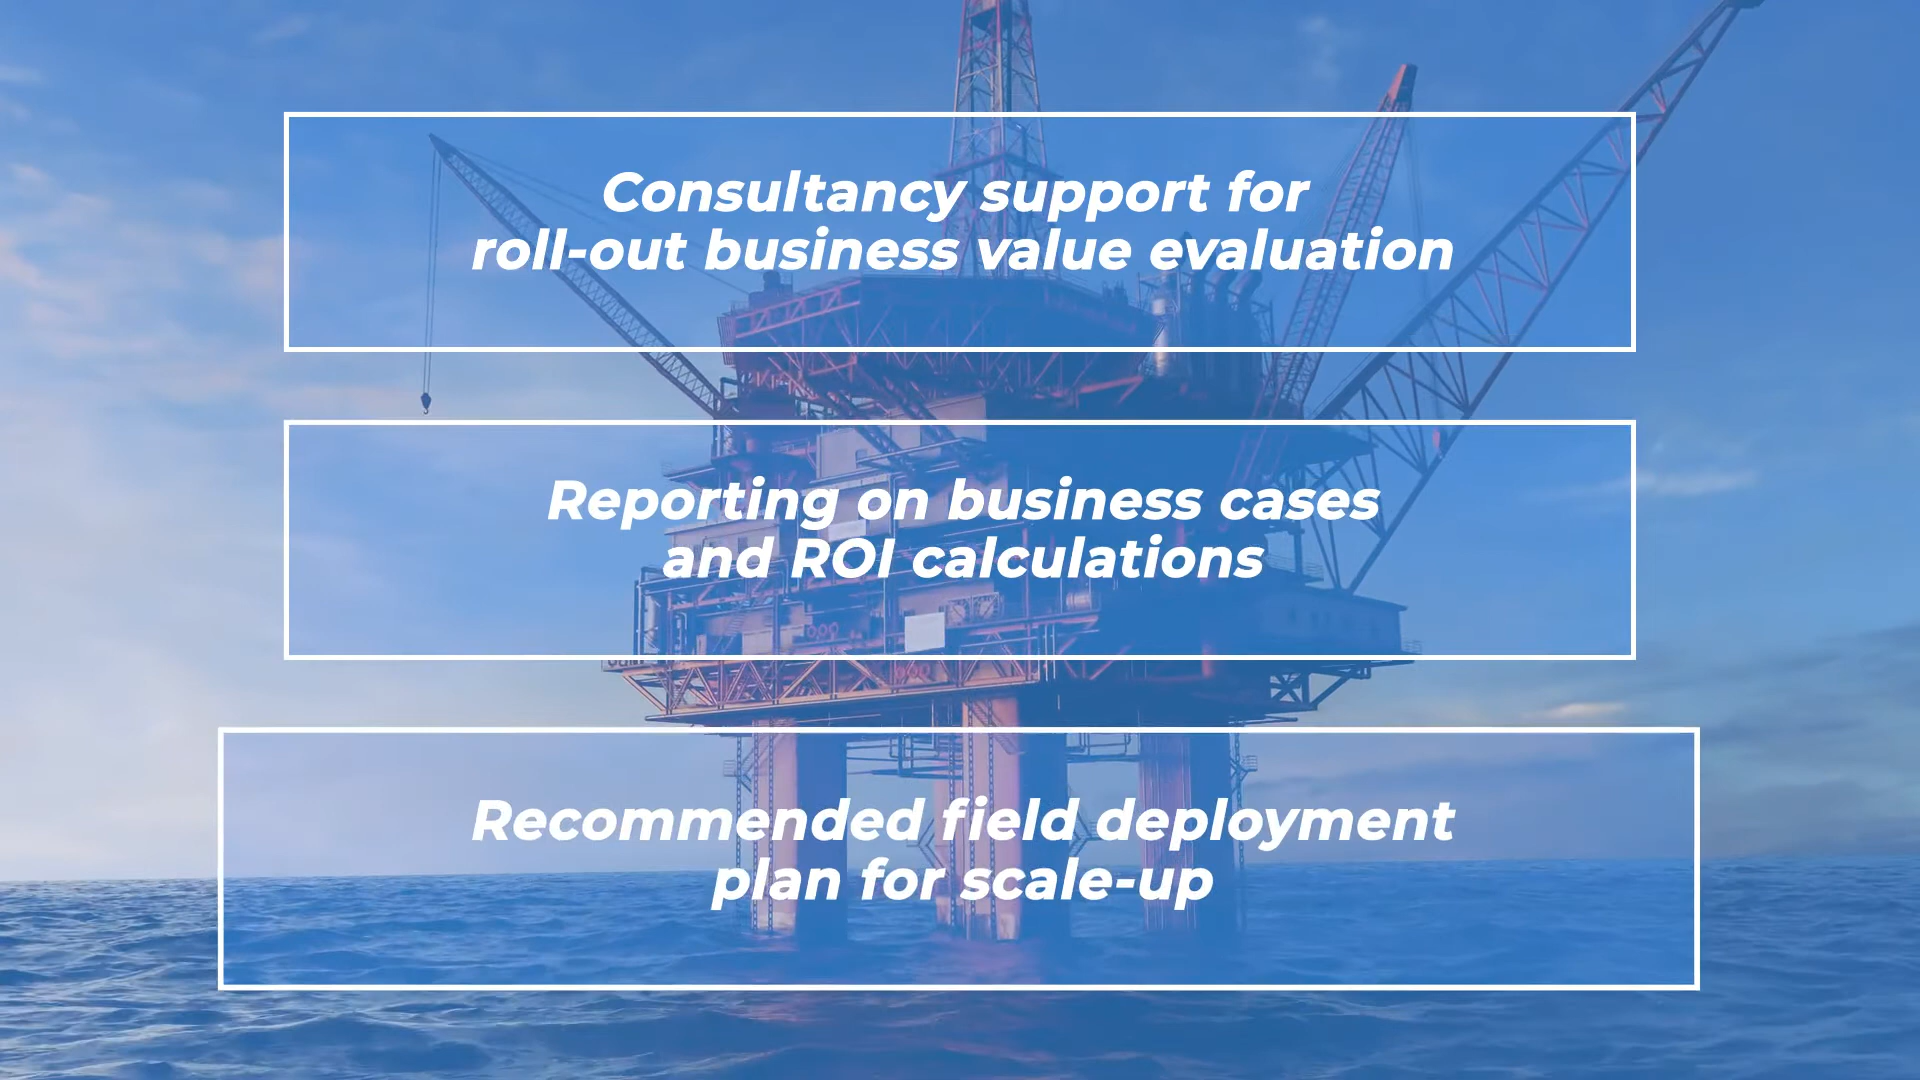 Consultancy support for
roll-out business value evaluation
Reporting on business cases
and ROI calculations
Recommended field deployment
plan for scale-up